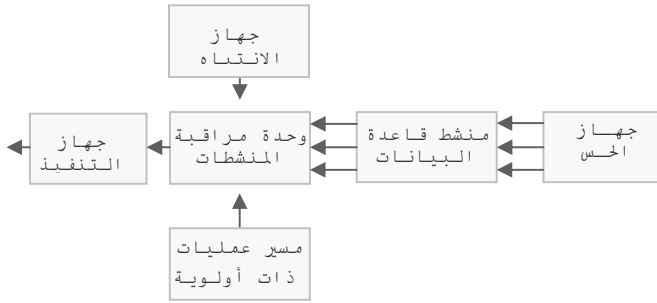 جهاز
الانتباه
جهاز
الحس
منشط قاعدة
البيانات
وحدة مراقبة
المنشطات
جهاز
التنفيذ
مسير عمليات
ذات أولوية